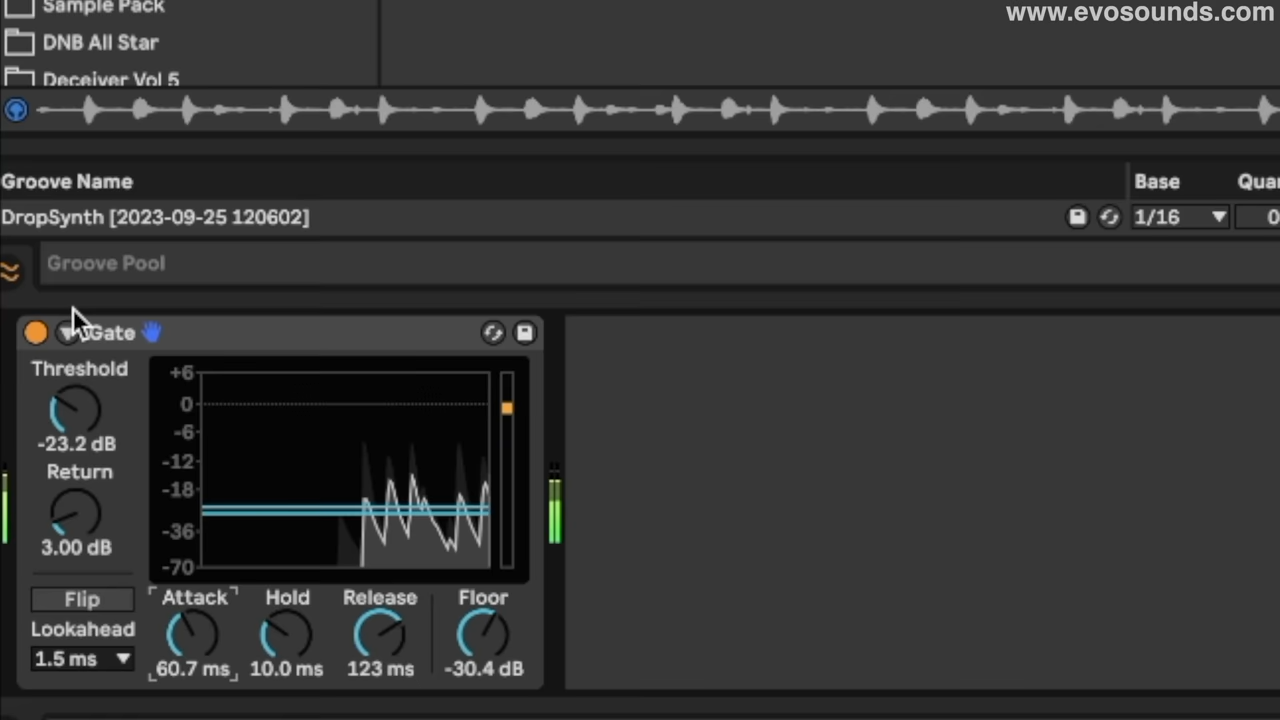 Sample Pack
www.evosounds.com
DNB All Star
Deceiver Vol 5
Groove Name
Base
Quar
DropSynth [2023-09-25 120602]
1/16
0
Groove Pool
Gate
Threshold
-23.2 dB
Return
3.00 dB
Flip
Lookahead
1.5 ms
+6
0
-6
-12
-18
-36
-70
Attack
Hold
Release
Floor
60.7 ms
10.0 ms
123 ms
-30.4 dB